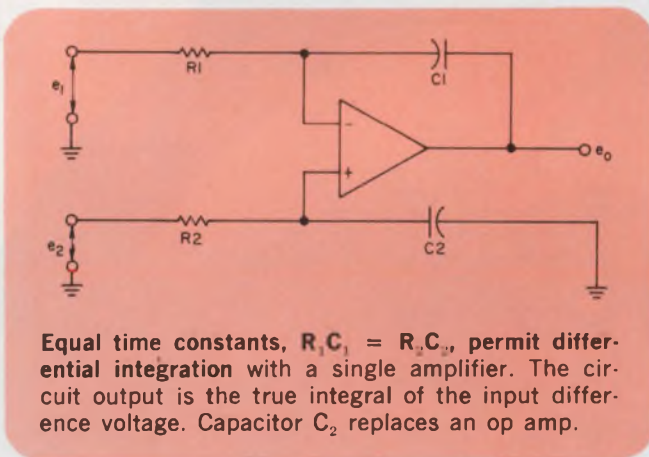 R1
C1
e₁
−
+
e₀
R2
C2
e₂
Equal time constants, R₁C₁ = R₂C₂, permit differ-
ential integration with a single amplifier. The cir-
cuit output is the true integral of the input differ-
ence voltage. Capacitor C₂ replaces an op amp.